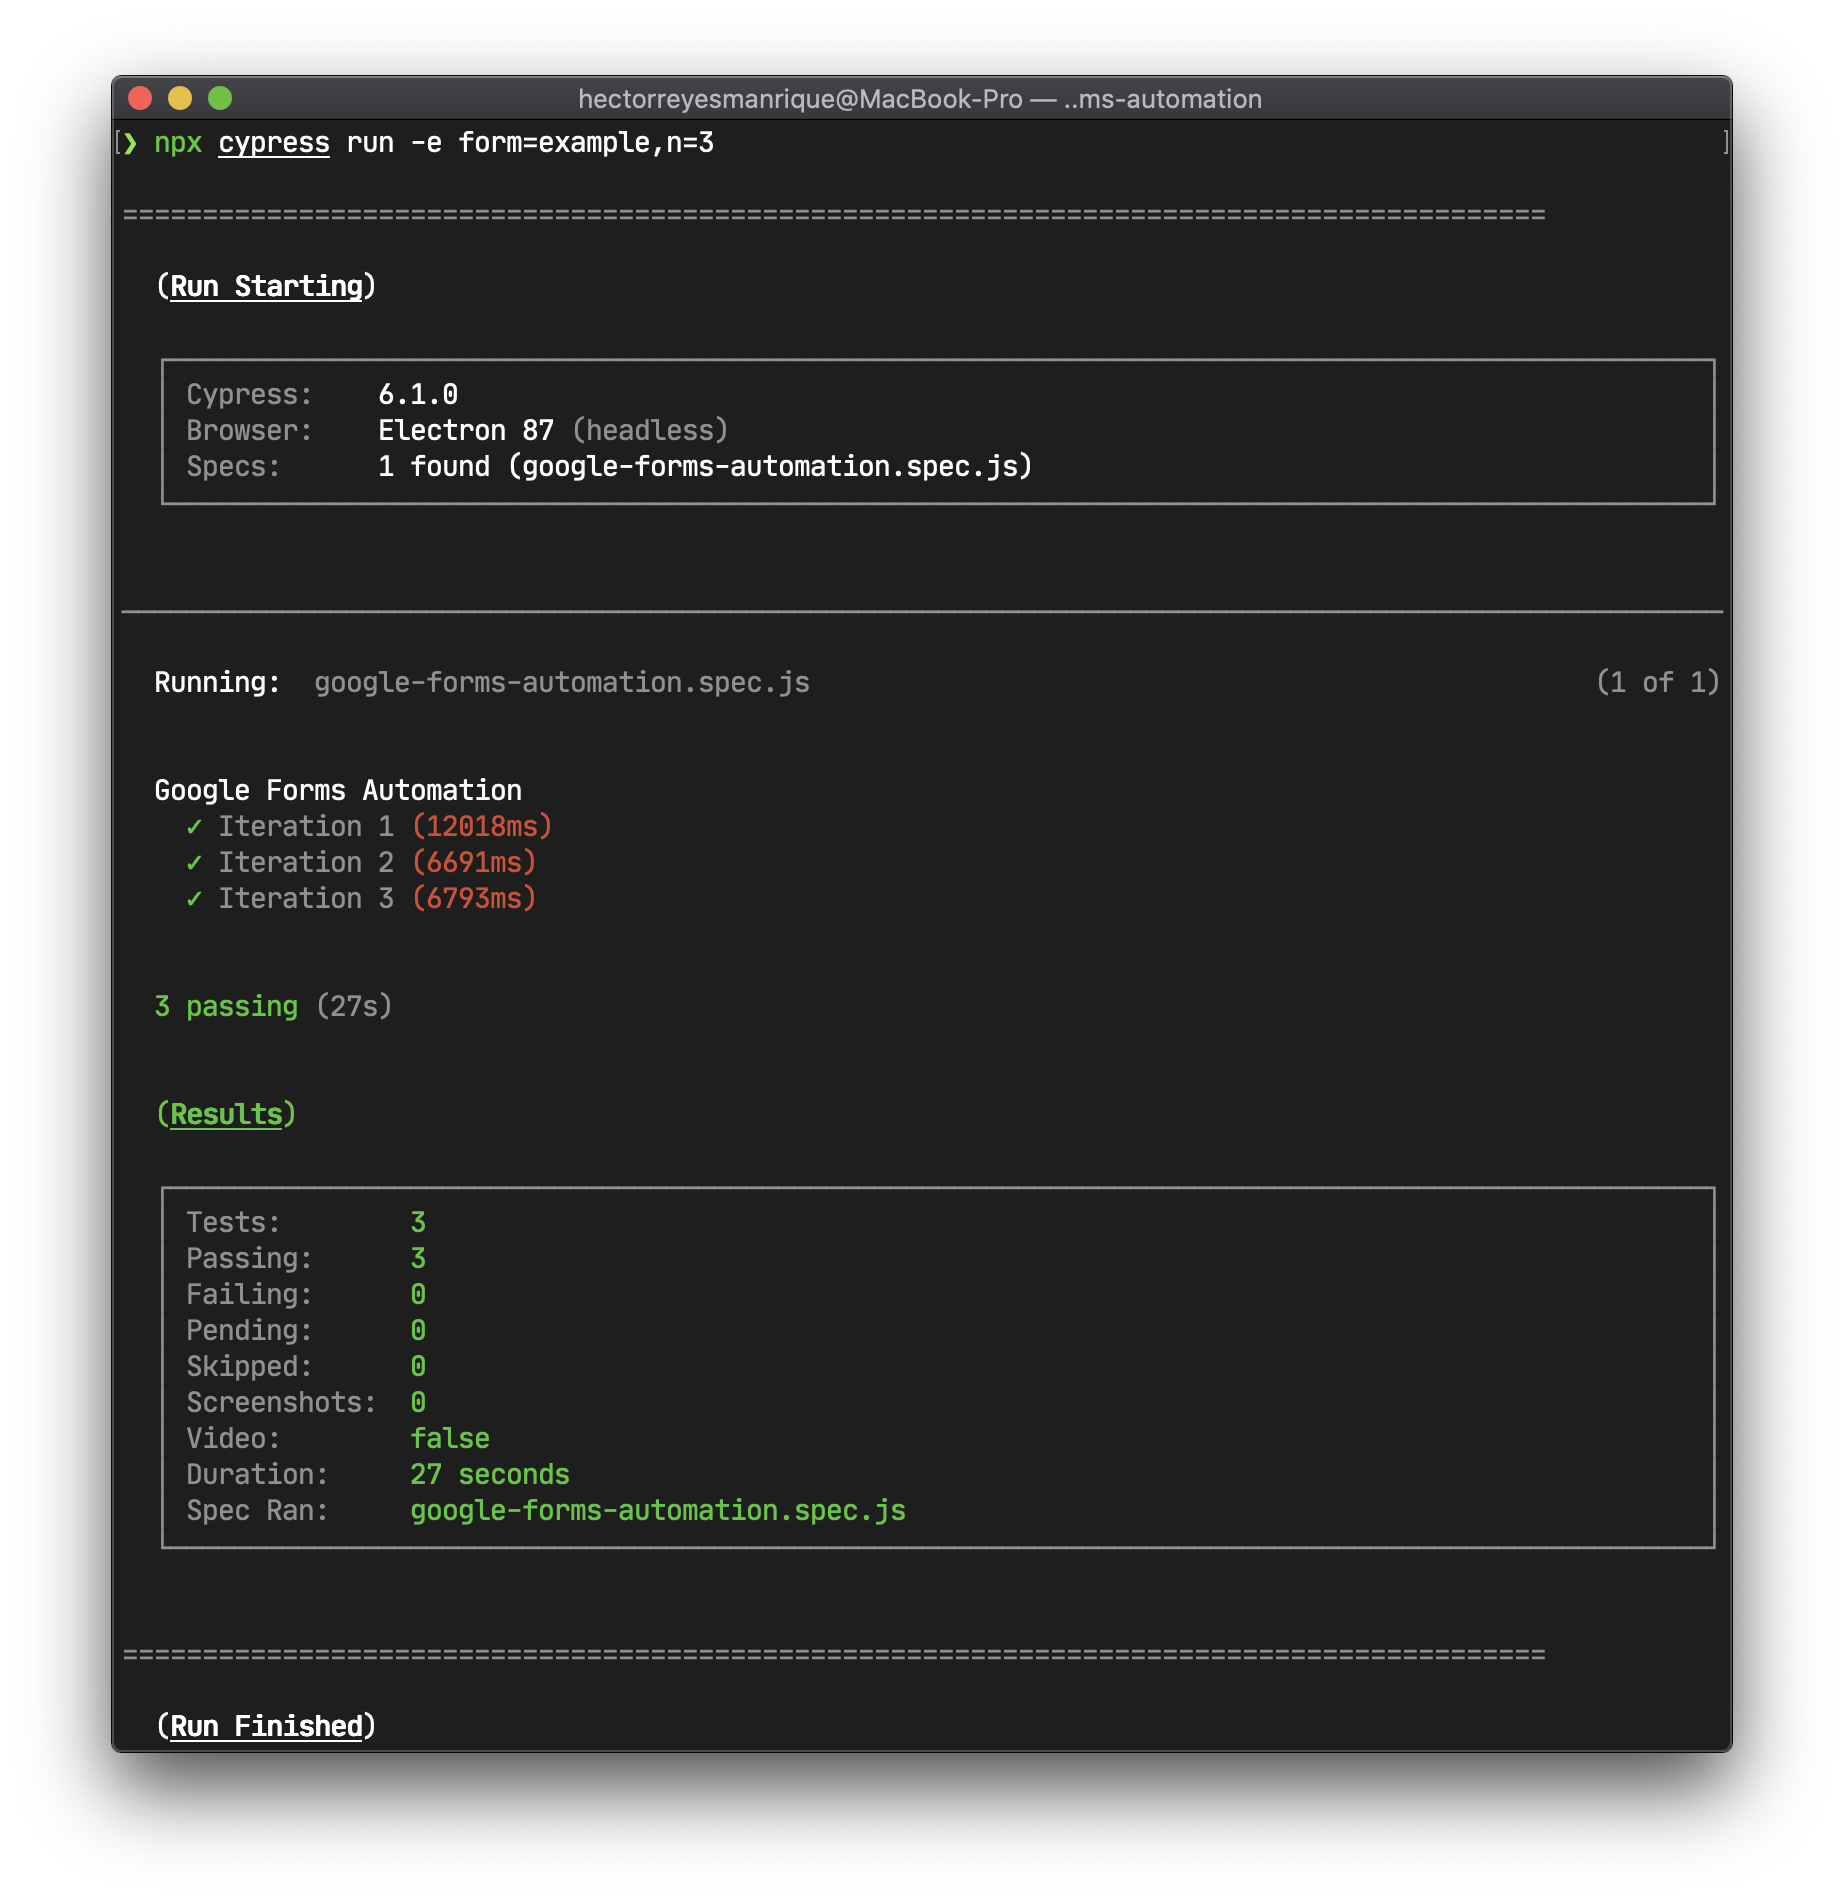 hectorreyesmanrique@MacBook-Pro — ..ms-automation
[❯ npx cypress run -e form=example,n=3 ]
=========================================================================================
(Run Starting)
Cypress: 6.1.0
Browser: Electron 87 (headless)
Specs: 1 found (google-forms-automation.spec.js)
Running: google-forms-automation.spec.js (1 of 1)
Google Forms Automation
✓ Iteration 1 (12018ms)
✓ Iteration 2 (6691ms)
✓ Iteration 3 (6793ms)
3 passing (27s)
(Results)
Tests: 3
Passing: 3
Failing: 0
Pending: 0
Skipped: 0
Screenshots: 0
Video: false
Duration: 27 seconds
Spec Ran: google-forms-automation.spec.js
=========================================================================================
(Run Finished)